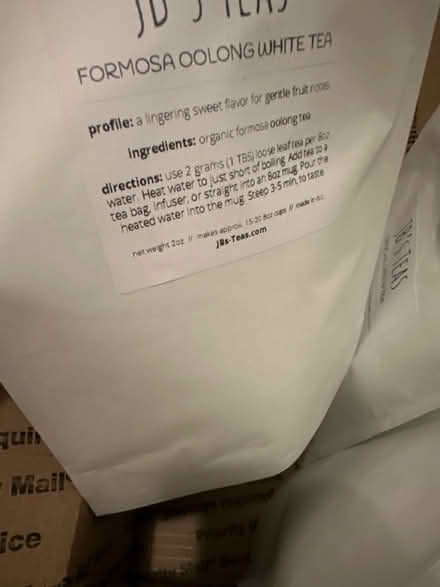 JB'S TEAS
FORMOSA OOLONG WHITE TEA
profile: a lingering sweet flavor for gentle fruit notes
ingredients: organic formosa oolong tea
directions: use 2 grams (1 TBS) loose leaf tea per 8oz
water. Heat water to just short of boiling. Add tea to a
tea bag, infuser, or straight into an 8oz mug. Pour the
heated water into the mug. Steep 3-5 min, to taste.
net weight 2oz // makes approx. 15-20 8oz cups // made in
JBs-Teas.com
TEAS
Mail